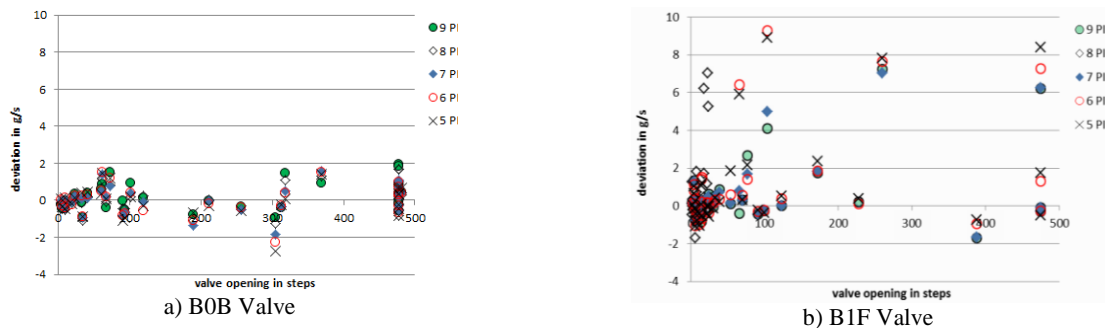 10
8
6
4
2
0
-2
-4
0
100
200
300
400
500
deviation in g/s
valve opening in steps
9 PI
8 PI
7 PI
6 PI
5 PI
a) B0B Valve
10
8
6
4
2
0
-2
-4
0
100
200
300
400
500
deviation in g/s
valve opening in steps
9 PI
8 PI
7 PI
6 PI
5 PI
b) B1F Valve